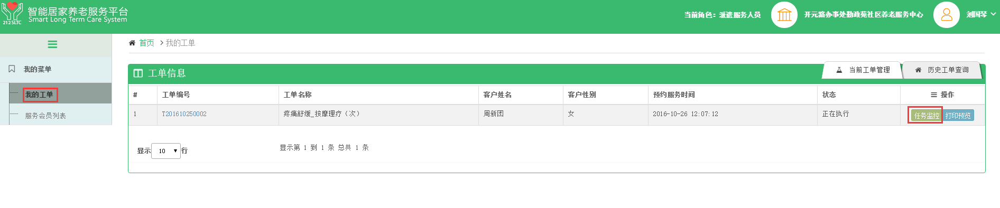 智能居家养老服务平台
Smart Long Term Care System
212SLTC
当前角色：派遣服务人员
开元路办事处勤政苑社区养老服务中心
刘国琴
首页 > 我的工单
我的菜单
我的工单
服务会员列表
工单信息
当前工单管理
历史工单查询
# 工单编号 工单名称 客户姓名 客户性别 预约服务时间 状态 操作
1 T201610250002 疼痛舒缓_按摩理疗（次） 周新团 女 2016-10-26 12:07:12 正在执行 任务监控 打印预览
显示 10 行
显示第 1 到 1 条 总共 1 条